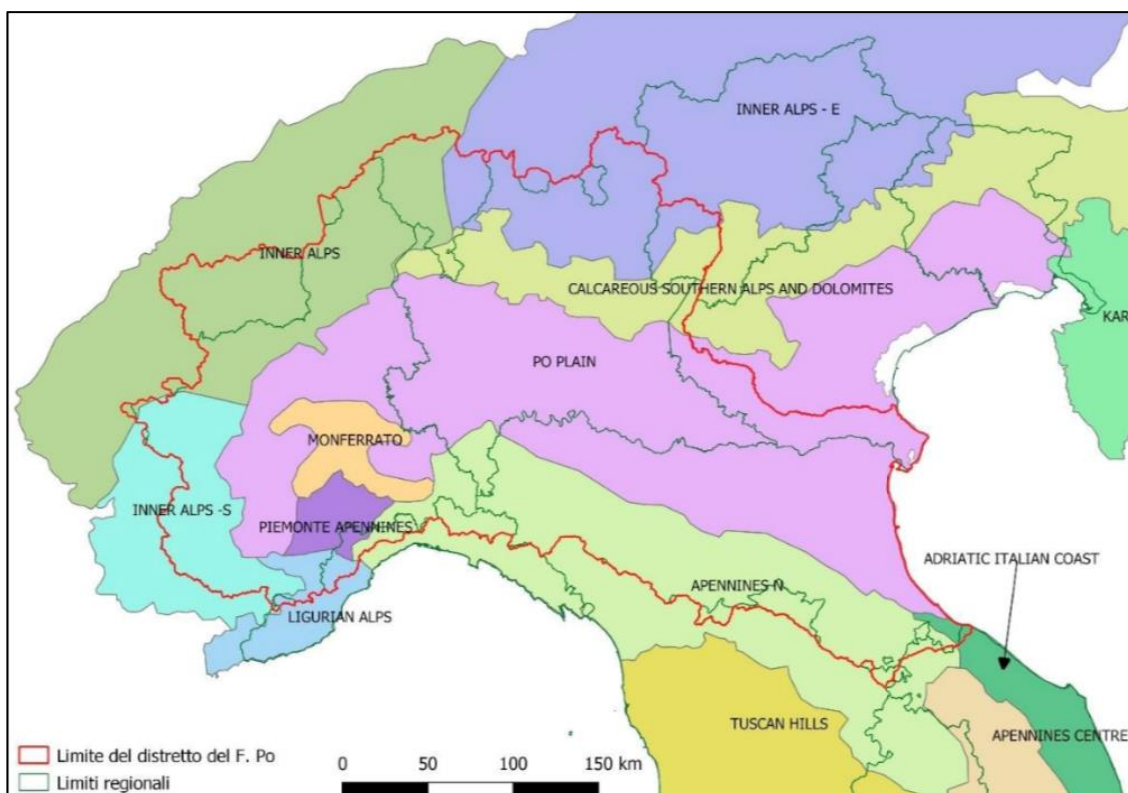 INNER ALPS - E
INNER ALPS
CALCAREOUS SOUTHERN ALPS AND DOLOMITES
KAR
PO PLAIN
MONFERRATO
INNER ALPS -S
PIEMONTE APENNINES
ADRIATIC ITALIAN COAST
APENNINES N
LIGURIAN ALPS
TUSCAN HILLS
APENNINES CENTRE
Limite del distretto del F. Po
Limiti regionali
0 50 100 150 km